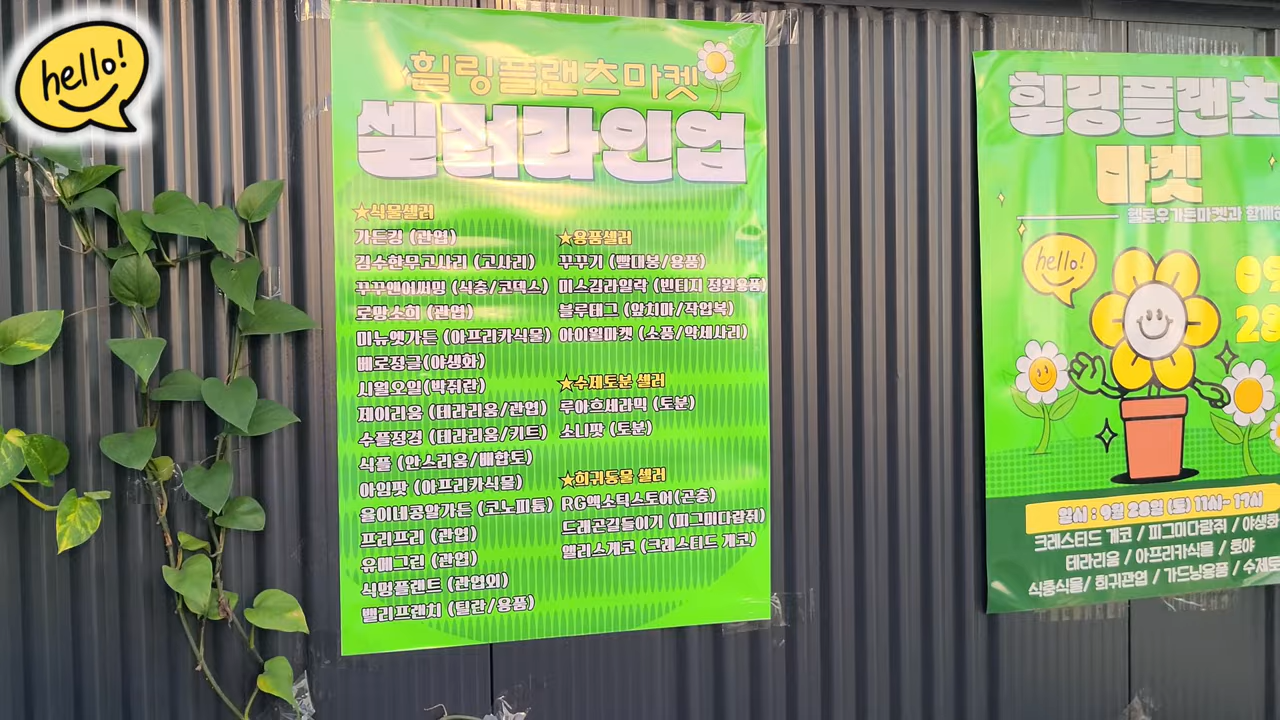 hello!
힐링플랜츠마켓
셀러라인업
★식물셀러
가든킹 (관엽)
김수한무고사리 (고사리)
꾸꾸앤어써밍 (식충/코덱스)
로망소희 (관엽)
미뉴엣가든 (아프리카식물)
베로정글(야생화)
시월오일(박쥐란)
제이리움 (테라리움/관엽)
수플정경 (테라리움/키트)
식플 (안스리움/배합토)
아임팟 (아프리카식물)
율이네콩알가든 (코노피튬)
프리프리 (관엽)
유메그린 (관엽)
식멍플랜트 (관엽외)
밸리프렌치 (틸란/용품)
★용품셀러
꾸꾸기 (빨대봉/용품)
미스김라일락 (빈티지 정원용품)
블루태그 (앞치마/작업복)
아이월마켓 (소품/악세사리)
★수제토분 셀러
루아흐세라믹 (토분)
소니팟 (토분)
★희귀동물 셀러
RG엑소틱스토어(곤충)
드래곤길들이기 (피그미다람쥐)
앨리스게코 (크레스티드 게코)
힐링플랜츠
마켓
헬로우가든마켓과 함께
hello!
09
28
일시 : 9월 28일 (토) 11시~ 17시
크레스티드 게코 / 피그미다람쥐 / 야생화
테라리움 / 아프리카식물 / 호야
식충식물/ 희귀관엽 / 가드닝용품 / 수제토